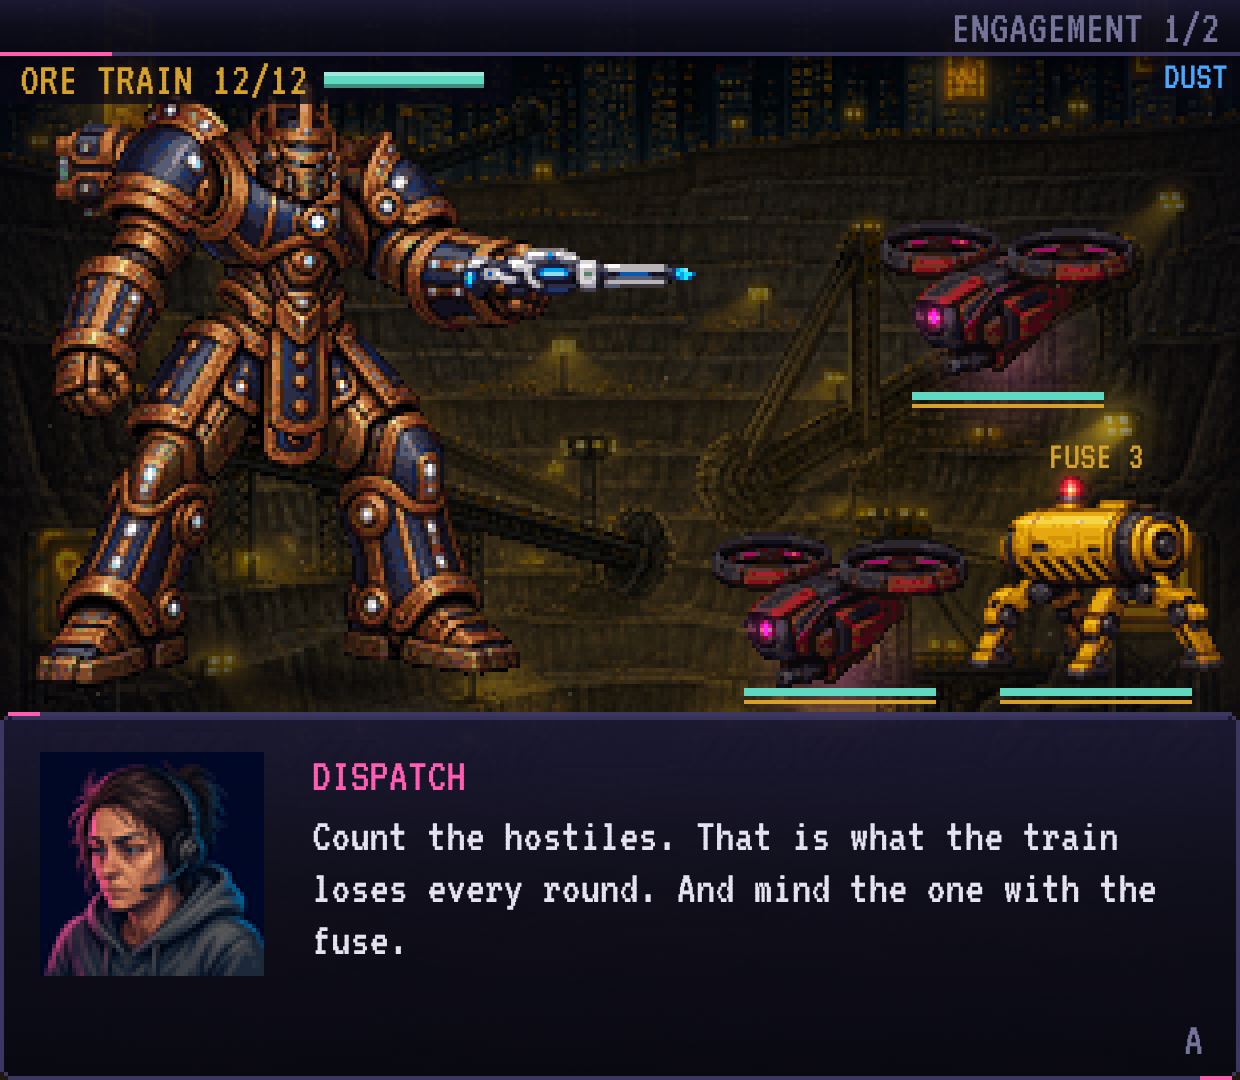 ENGAGEMENT 1/2
ORE TRAIN 12/12
DUST
FUSE 3
DISPATCH
Count the hostiles. That is what the train
loses every round. And mind the one with the
fuse.
A